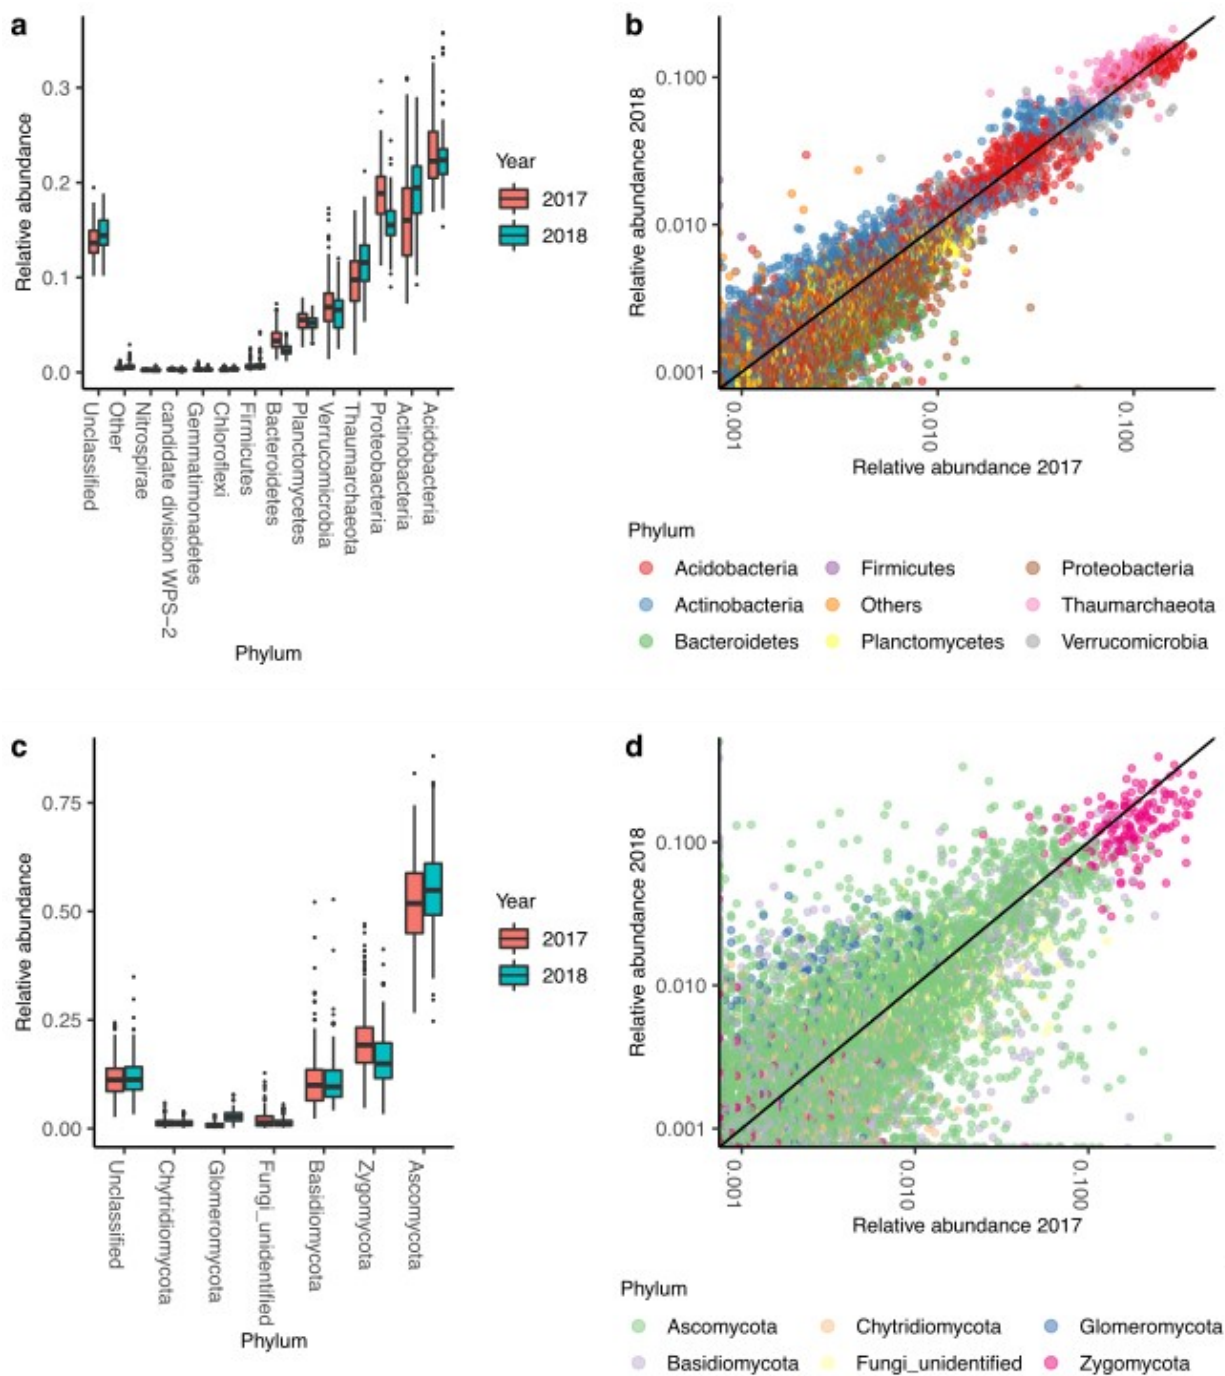 a
Relative abundance
0.3
0.2
0.1
0.0
Unclassified
Other
Nitrospirae
candidate division WPS-2
Gemmatimonadetes
Chloroflexi
Firmicutes
Bacteroidetes
Planctomycetes
Verrucomicrobia
Thaumarchaeota
Proteobacteria
Actinobacteria
Acidobacteria
Phylum
Year
2017
2018
b
Relative abundance 2018
0.100
0.010
0.001
0.001
0.010
0.100
Relative abundance 2017
Phylum
Acidobacteria
Firmicutes
Proteobacteria
Actinobacteria
Others
Thaumarchaeota
Bacteroidetes
Planctomycetes
Verrucomicrobia
c
Relative abundance
0.75
0.50
0.25
0.00
Unclassified
Chytridiomycota
Glomeromycota
Fungi_unidentified
Basidiomycota
Zygomycota
Ascomycota
Phylum
Year
2017
2018
d
Relative abundance 2018
0.100
0.010
0.001
0.001
0.010
0.100
Relative abundance 2017
Phylum
Ascomycota
Chytridiomycota
Glomeromycota
Basidiomycota
Fungi_unidentified
Zygomycota